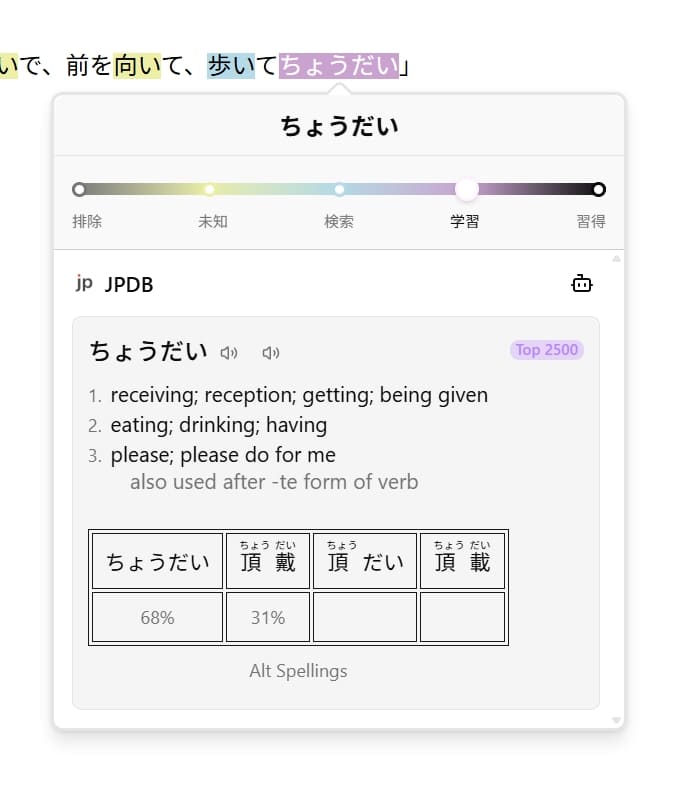 いで、前を向いて、歩いてちょうだい」
ちょうだい
排除 未知 検索 学習 習得
jp JPDB
ちょうだい Top 2500
1. receiving; reception; getting; being given
2. eating; drinking; having
3. please; please do for me
also used after -te form of verb
ちょう だい ちょう ちょう だい
ちょうだい 頂 戴 頂 だい 頂 載
68% 31%
Alt Spellings